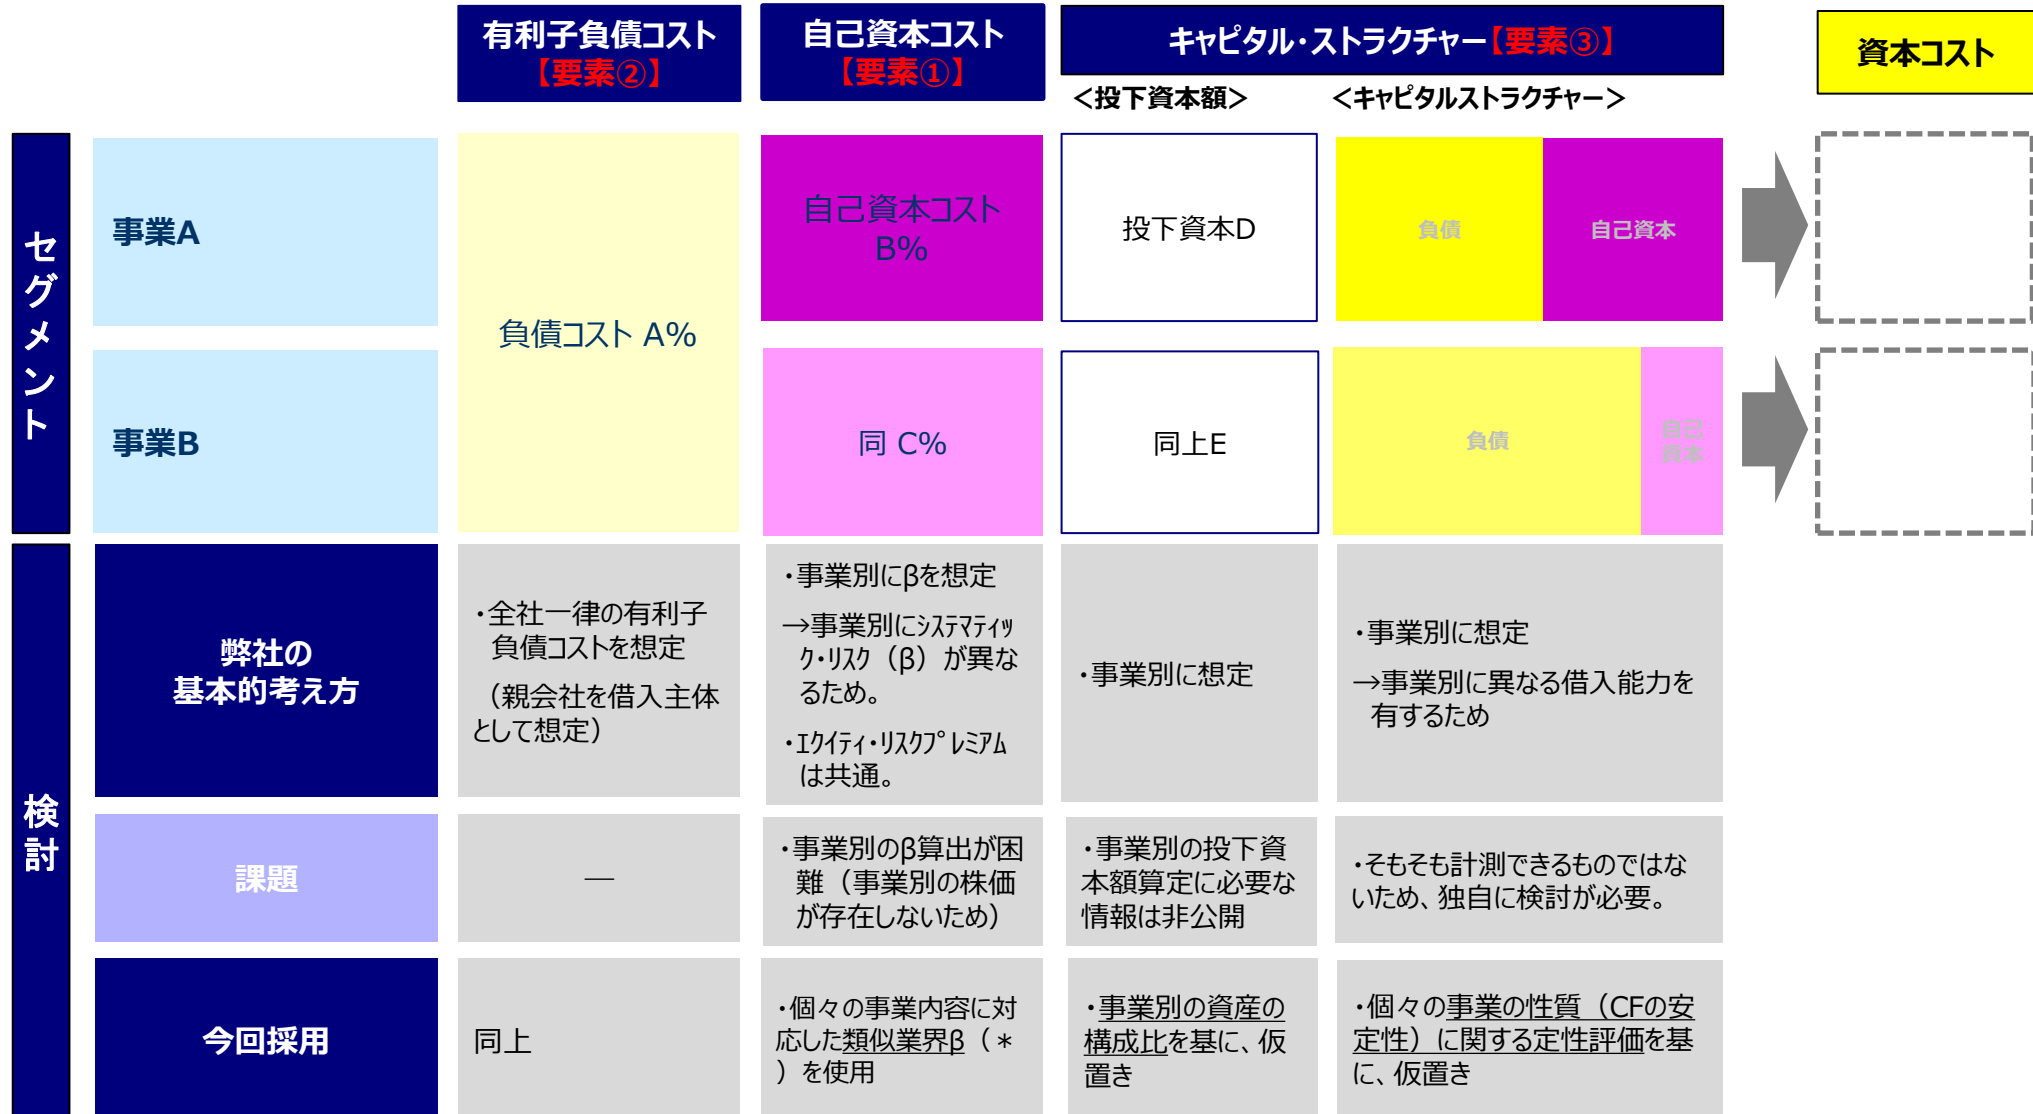 有利子負債コスト
【要素②】
自己資本コスト
【要素①】
キャピタル・ストラクチャー【要素③】
資本コスト
＜投下資本額＞
＜キャピタルストラクチャー＞
セグメント
事業A
負債コスト A%
自己資本コスト
B%
投下資本D
負債
自己資本
事業B
同 C%
同上E
負債
自己
資本
検討
弊社の
基本的考え方
・全社一律の有利子
負債コストを想定
（親会社を借入主体
として想定）
・事業別にβを想定
→事業別にｼｽﾃﾏﾃｨｯ
ｸ・ﾘｽｸ（β）が異な
るため。
・ｴｸｲﾃｨ・ﾘｽｸﾌﾟﾚﾐｱﾑ
は共通。
・事業別に想定
・事業別に想定
→事業別に異なる借入能力を
有するため
課題
―
・事業別のβ算出が困
難（事業別の株価
が存在しないため）
・事業別の投下資
本額算定に必要な
情報は非公開
・そもそも計測できるものではな
いため、独自に検討が必要。
今回採用
同上
・個々の事業内容に対
応した類似業界β（＊
）を使用
・事業別の資産の
構成比を基に、仮
置き
・個々の事業の性質（CFの安
定性）に関する定性評価を基
に、仮置き